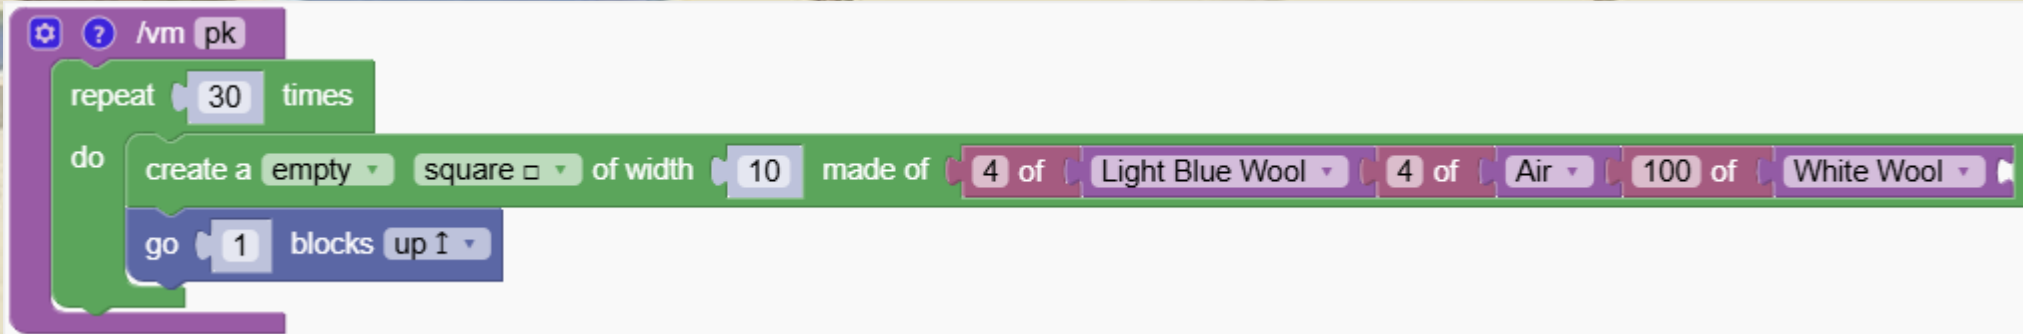 ? /vm pk
repeat 30 times
do create a empty square □ of width 10 made of 4 of Light Blue Wool 4 of Air 100 of White Wool
go 1 blocks up ↥